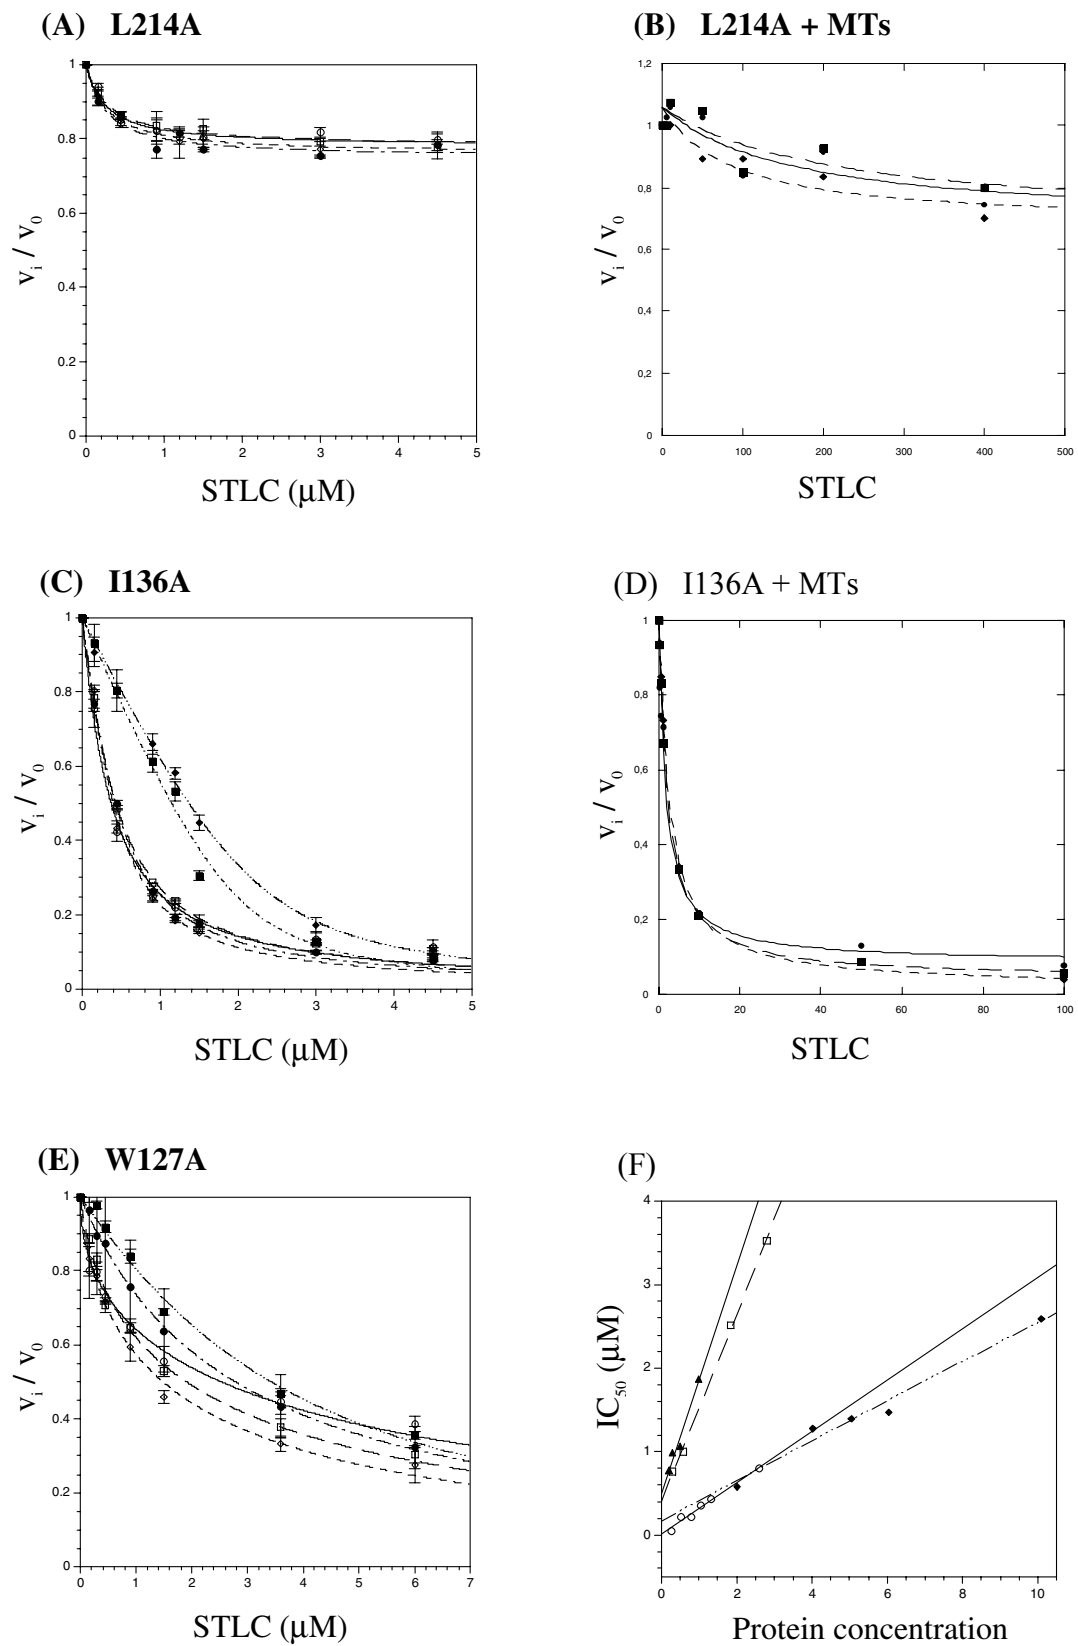 (A) L214A
1
0.8
0.6
0.4
0.2
0
0 1 2 3 4 5
v_i / v_0
STLC (μM)
(B) L214A + MTs
1,2
1
0,8
0,6
0,4
0,2
0
0 100 200 300 400 500
v_i / v_0
STLC
(C) I136A
1
0.8
0.6
0.4
0.2
0
0 1 2 3 4 5
v_i / v_0
STLC (μM)
(D) I136A + MTs
1
0,8
0,6
0,4
0,2
0
0 20 40 60 80 100
v_i / v_0
STLC
(E) W127A
1
0.8
0.6
0.4
0.2
0
0 1 2 3 4 5 6 7
v_i / v_0
STLC (μM)
(F)
4
3
2
1
0
0 2 4 6 8 10
IC_50 (μM)
Protein concentration